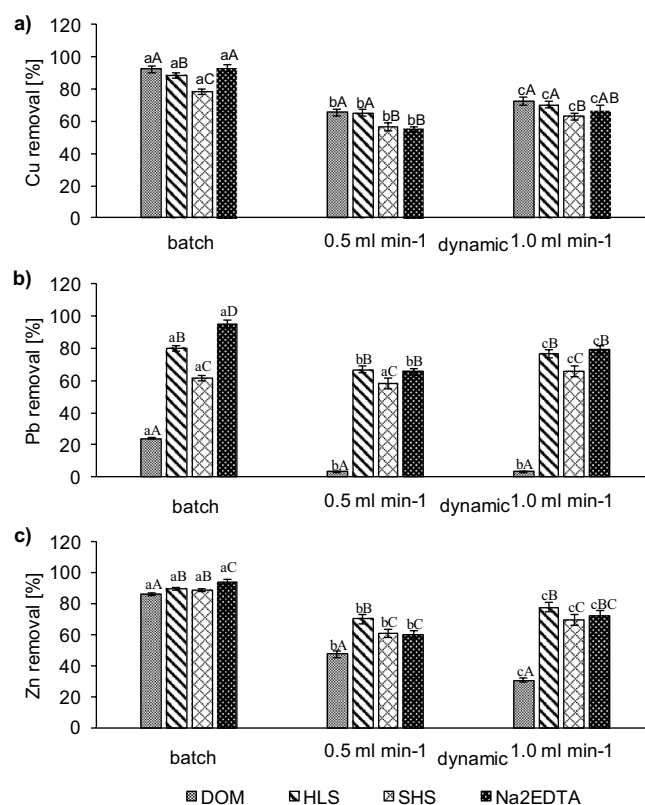 a)
Cu removal [%]
120
100
80
60
40
20
0
aA aB aC aA
bA bA bB bB
cA cA cB cAB
batch
0.5 ml min-1 dynamic 1.0 ml min-1
b)
Pb removal [%]
120
100
80
60
40
20
0
aA aB aC aD
bA bB aC bB
bA cB cC cB
batch
0.5 ml min-1 dynamic 1.0 ml min-1
c)
Zn removal [%]
120
100
80
60
40
20
0
aA aB aB aC
bA bB bC bC
cA cB cC cBC
batch
0.5 ml min-1 dynamic 1.0 ml min-1
DOM HLS SHS Na2EDTA